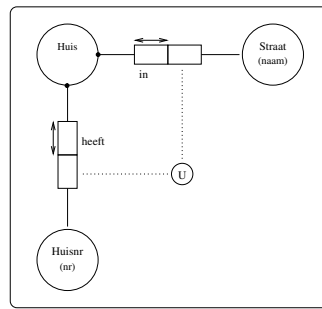 Huis
Straat
(naam)
in
heeft
U
Huisnr
(nr)